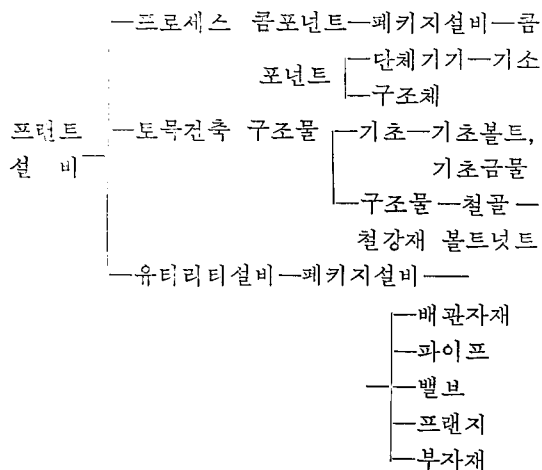 프로세스 콤포넌트—페키지설비—콤
포넌트 단체기기—기소
구조체
프런트 토목건축 구조물 기초—기초볼트,
설 비 기초금물
구조물—철골—
철강재 볼트넛트
유티리티설비—페키지설비——
배관자재
파이프
밸브
프랜지
부자재